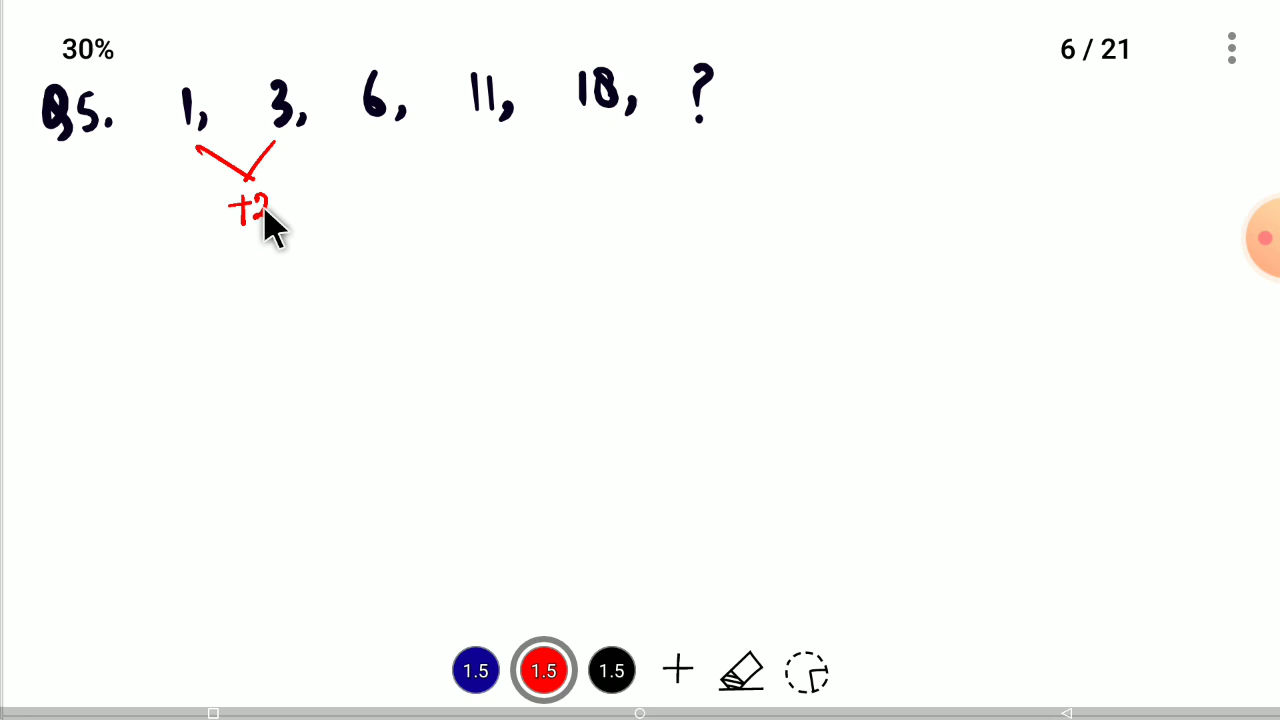 30%
6 / 21
Q5. 1, 3, 6, 11, 18, ?
+2
1.5 1.5 1.5